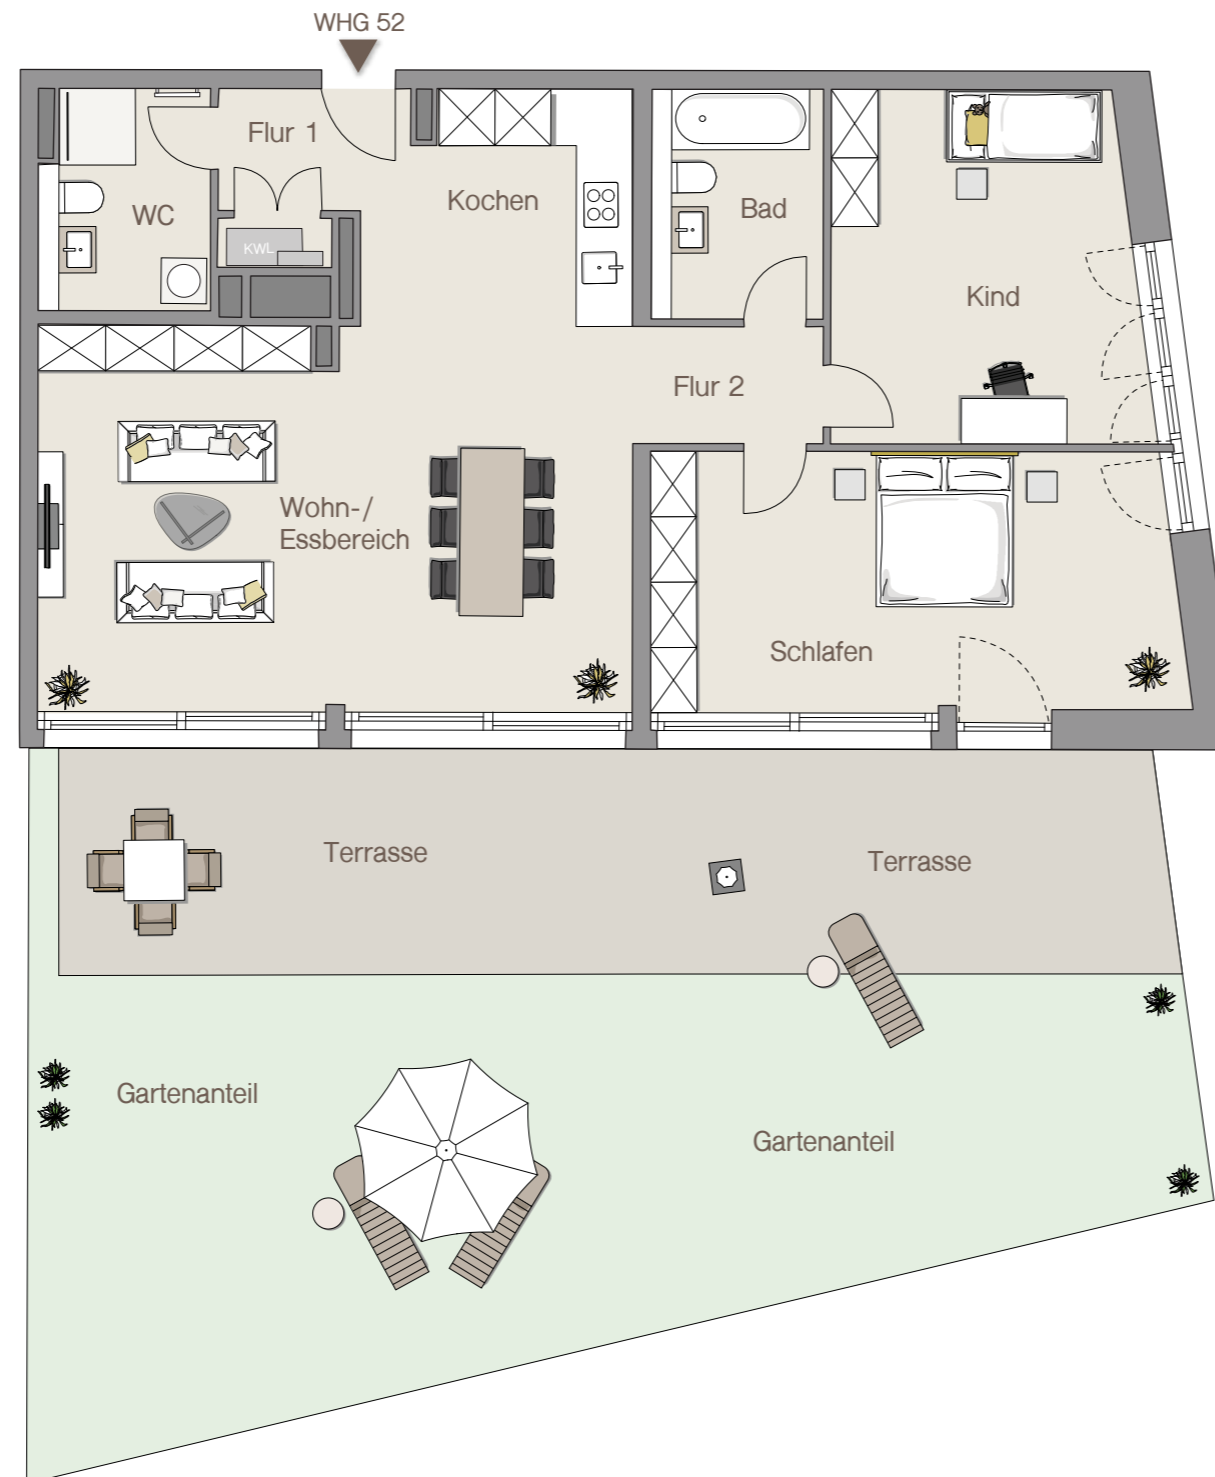 WHG 52
Flur 1
WC
KWL
Kochen
Bad
Kind
Flur 2
Wohn-/
Essbereich
Schlafen
Terrasse
Terrasse
Gartenanteil
Gartenanteil